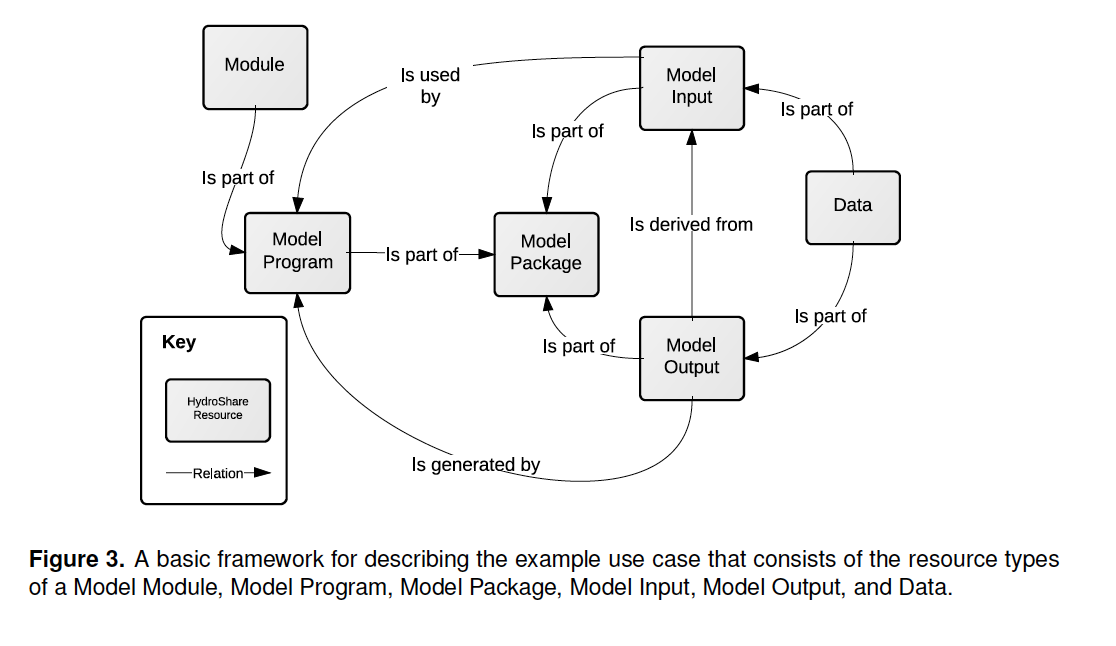 Module
Is used
by
Model
Input
Is part of
Is part of
Is part of
Data
Model
Program
Is part of
Model
Package
Is derived from
Is part of
Is part of
Model
Output
Key
HydroShare
Resource
Relation
Is generated by
Figure 3. A basic framework for describing the example use case that consists of the resource types
of a Model Module, Model Program, Model Package, Model Input, Model Output, and Data.